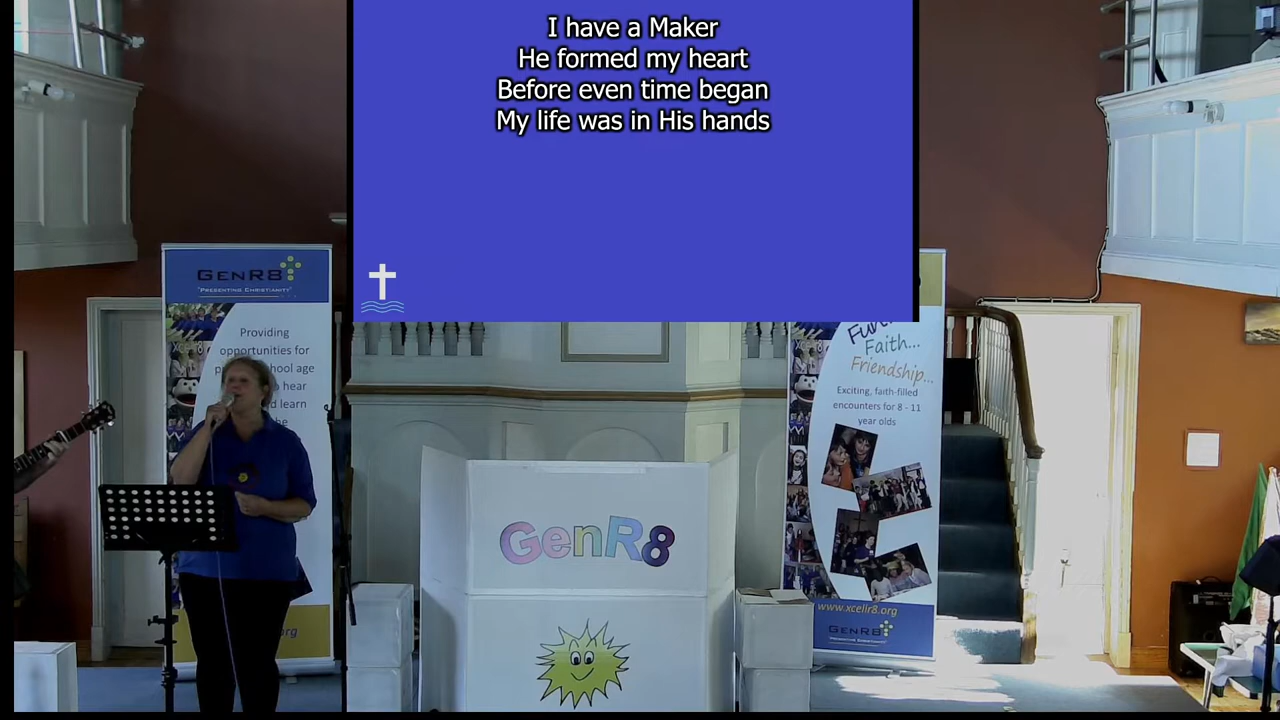 I have a Maker
He formed my heart
Before even time began
My life was in His hands
GenR8
"Presenting Christianity"
Providing
opportunities for
school age
hear
learn
Faith...
Friendship...
Exciting, faith-filled
encounters for 8 - 11
year olds
GenR8
www.xcelr8.org
GenR8
"Presenting Christianity"